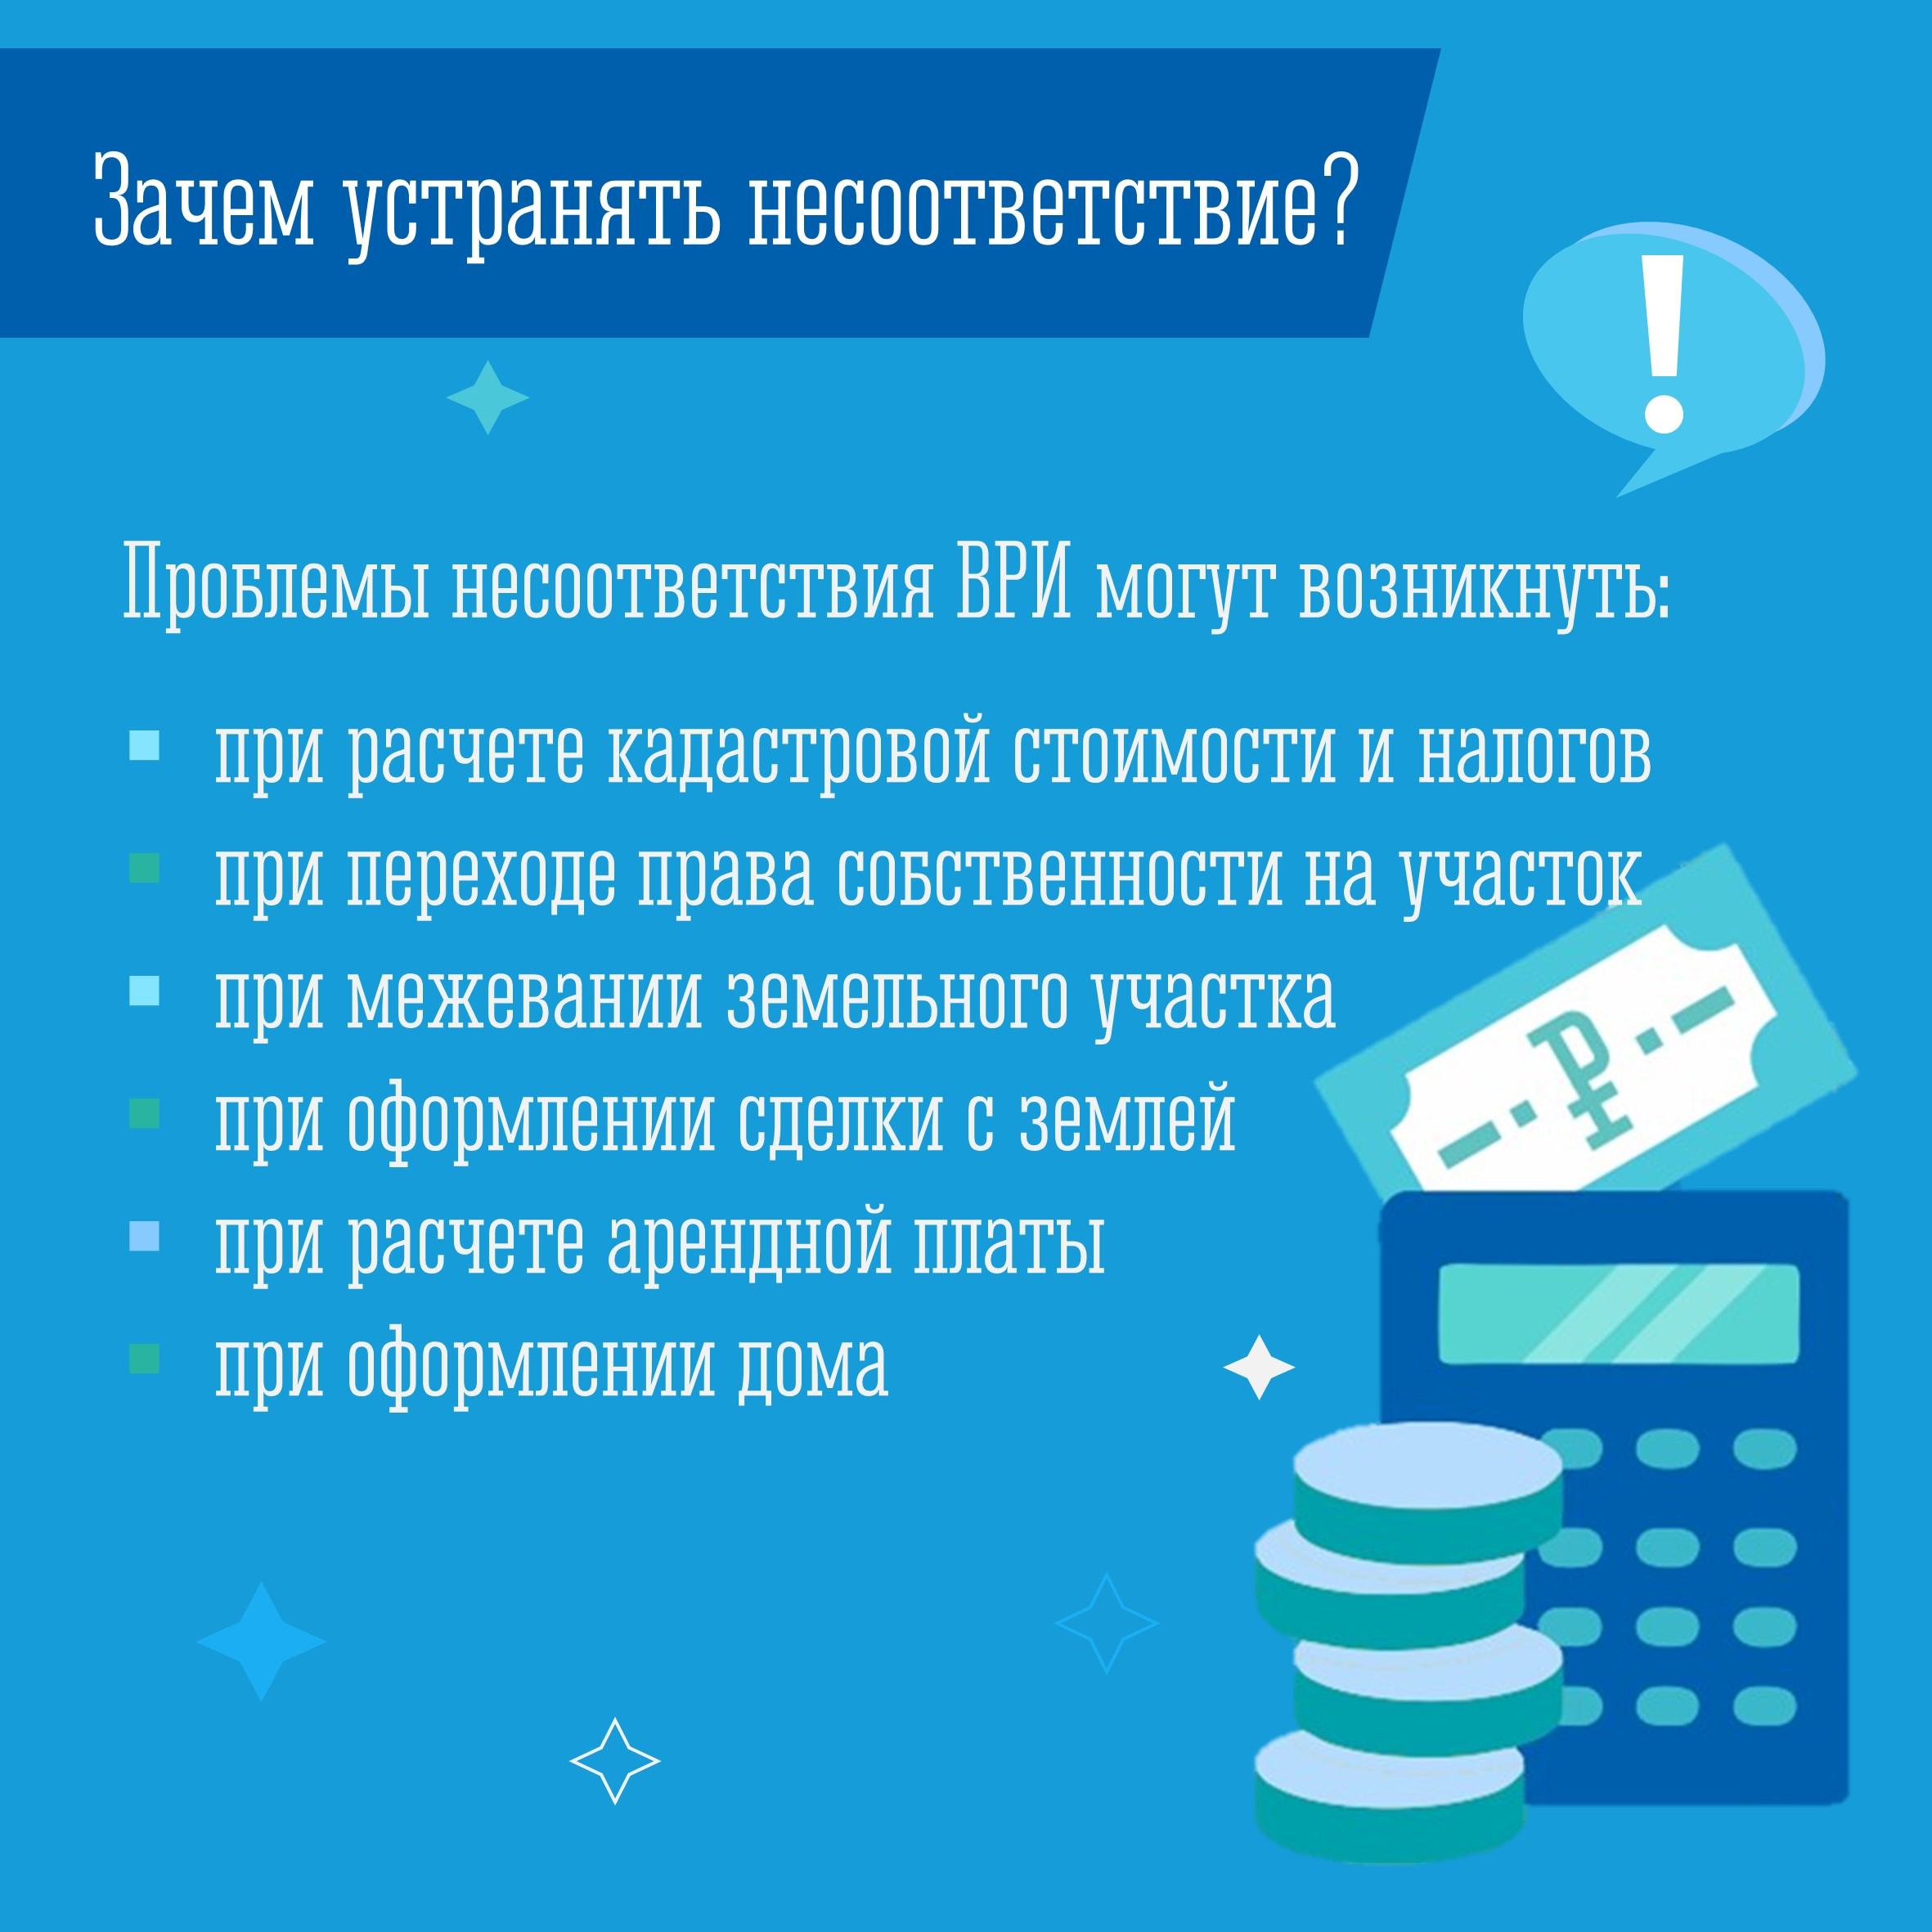 Зачем устранять несоответствие?
!
Проблемы несоответствия ВРИ могут возникнуть:
при расчете кадастровой стоимости и налогов
при переходе права собственности на участок
при межевании земельного участка
при оформлении сделки с землей
при расчете арендной платы
при оформлении дома
₽